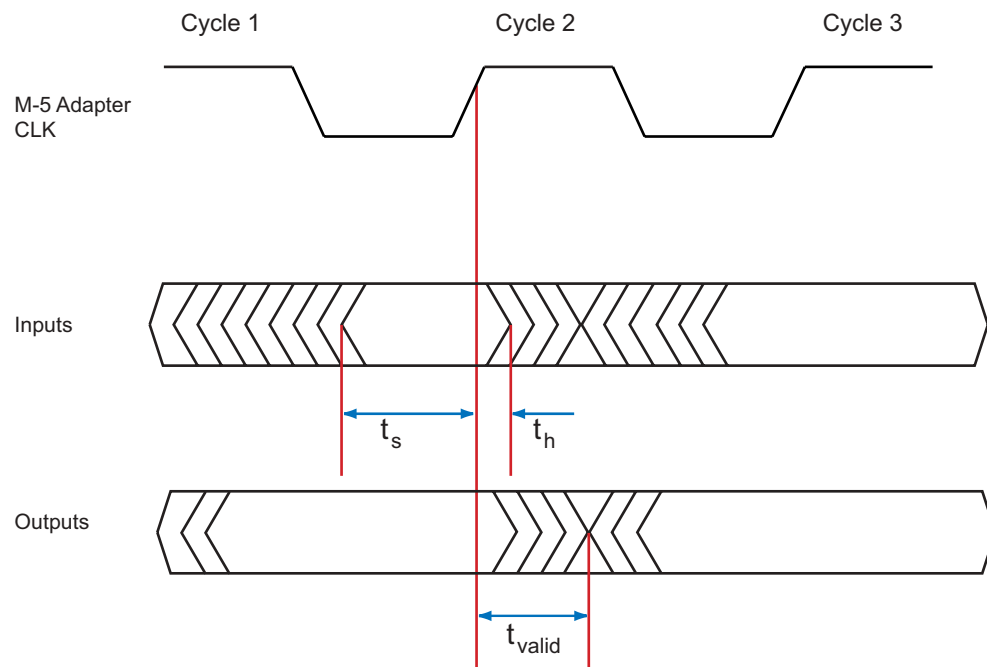 Cycle 1
Cycle 2
Cycle 3
M-5 Adapter
CLK
Inputs
ts
th
Outputs
tvalid